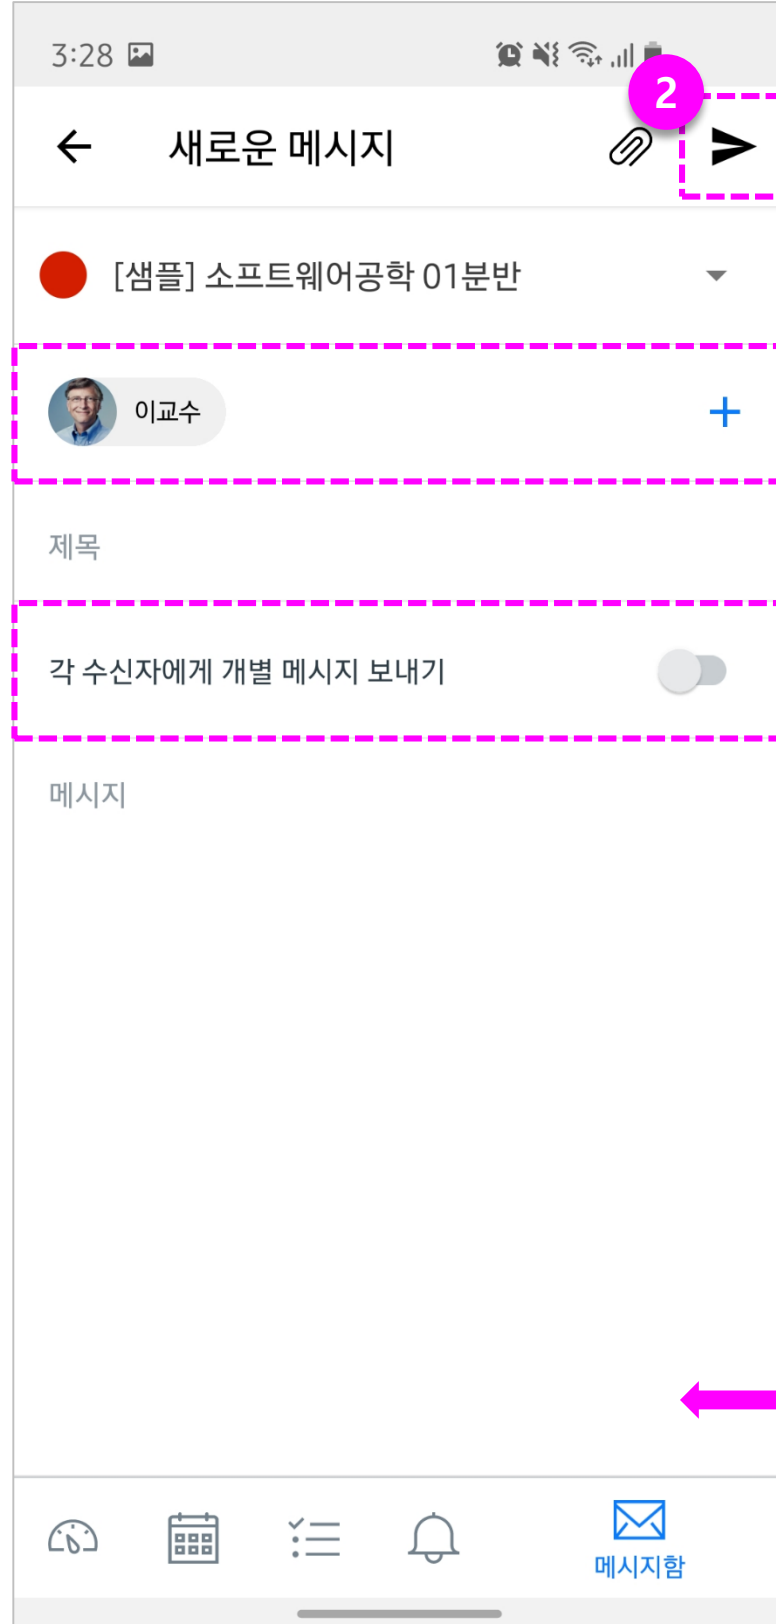 3:28
2
새로운 메시지
[샘플] 소프트웨어공학 01분반
이교수
제목
각 수신자에게 개별 메시지 보내기
메시지
메시지함